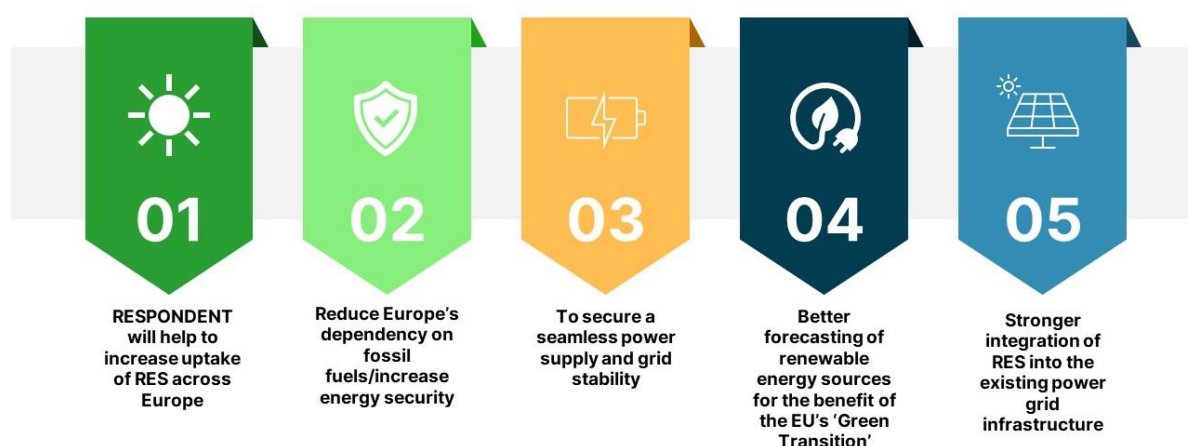 01
RESPONDENT
will help to
increase uptake
of RES across
Europe
02
Reduce Europe's
dependency on
fossil
fuels/increase
energy security
03
To secure a
seamless power
supply and grid
stability
04
Better
forecasting of
renewable
energy sources
for the benefit of
the EU's ‘Green
Transition’
05
Stronger
integration of
RES into the
existing power
grid
infrastructure